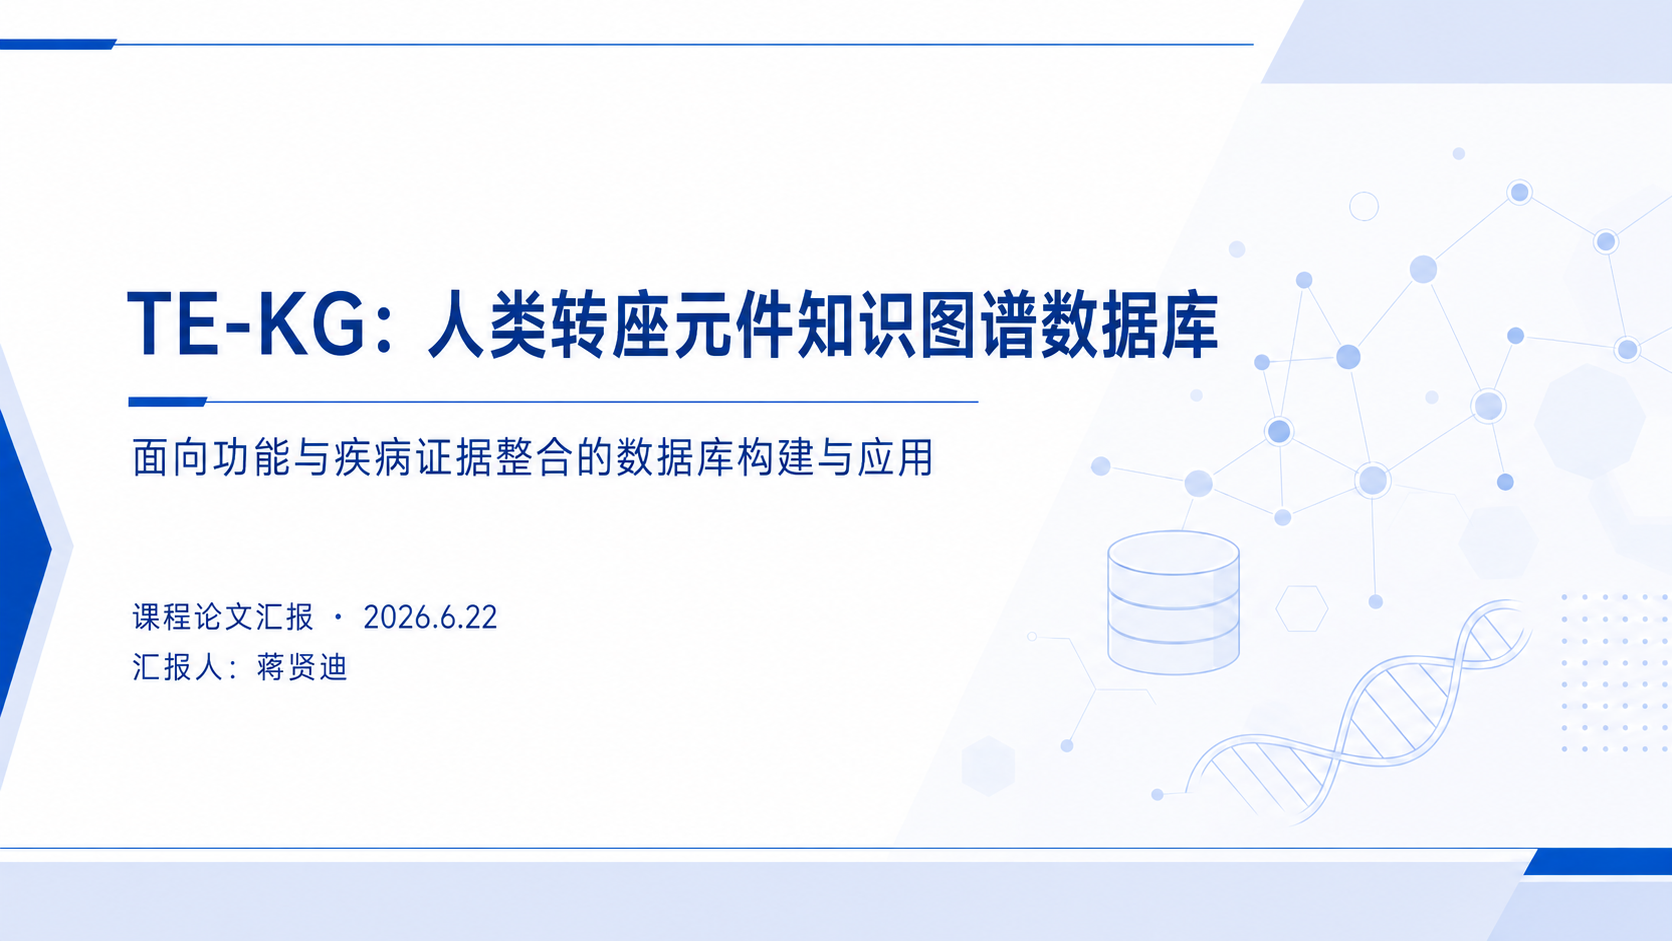 TE-KG：人类转座元件知识图谱数据库
面向功能与疾病证据整合的数据库构建与应用
课程论文汇报 · 2026.6.22
汇报人：蒋贤迪